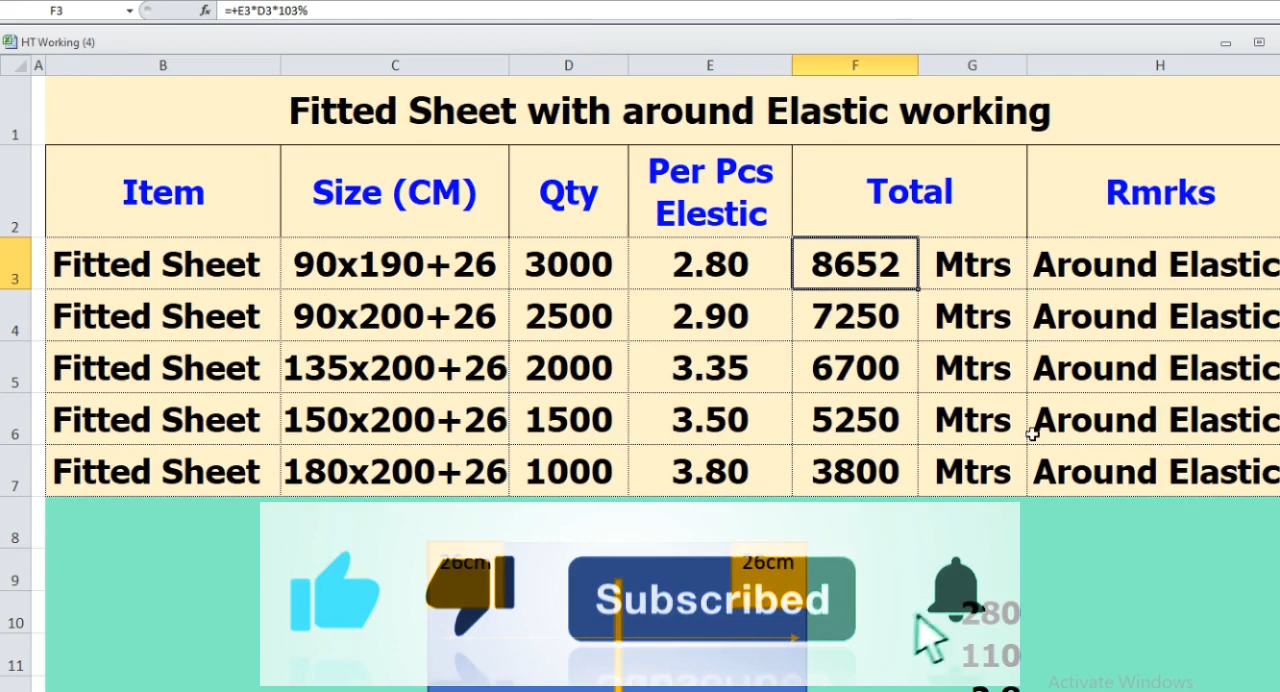 F3 fx =+E3*D3*103%
HT Working (4)
A B C D E F G H
1 Fitted Sheet with around Elastic working
2 Item Size (CM) Qty Per Pcs Elestic Total Rmrks
3 Fitted Sheet 90x190+26 3000 2.80 8652 Mtrs Around Elastic
4 Fitted Sheet 90x200+26 2500 2.90 7250 Mtrs Around Elastic
5 Fitted Sheet 135x200+26 2000 3.35 6700 Mtrs Around Elastic
6 Fitted Sheet 150x200+26 1500 3.50 5250 Mtrs Around Elastic
7 Fitted Sheet 180x200+26 1000 3.80 3800 Mtrs Around Elastic
8
9 26cm 26cm
Subscribed
10 280
11 110
Activate Windows